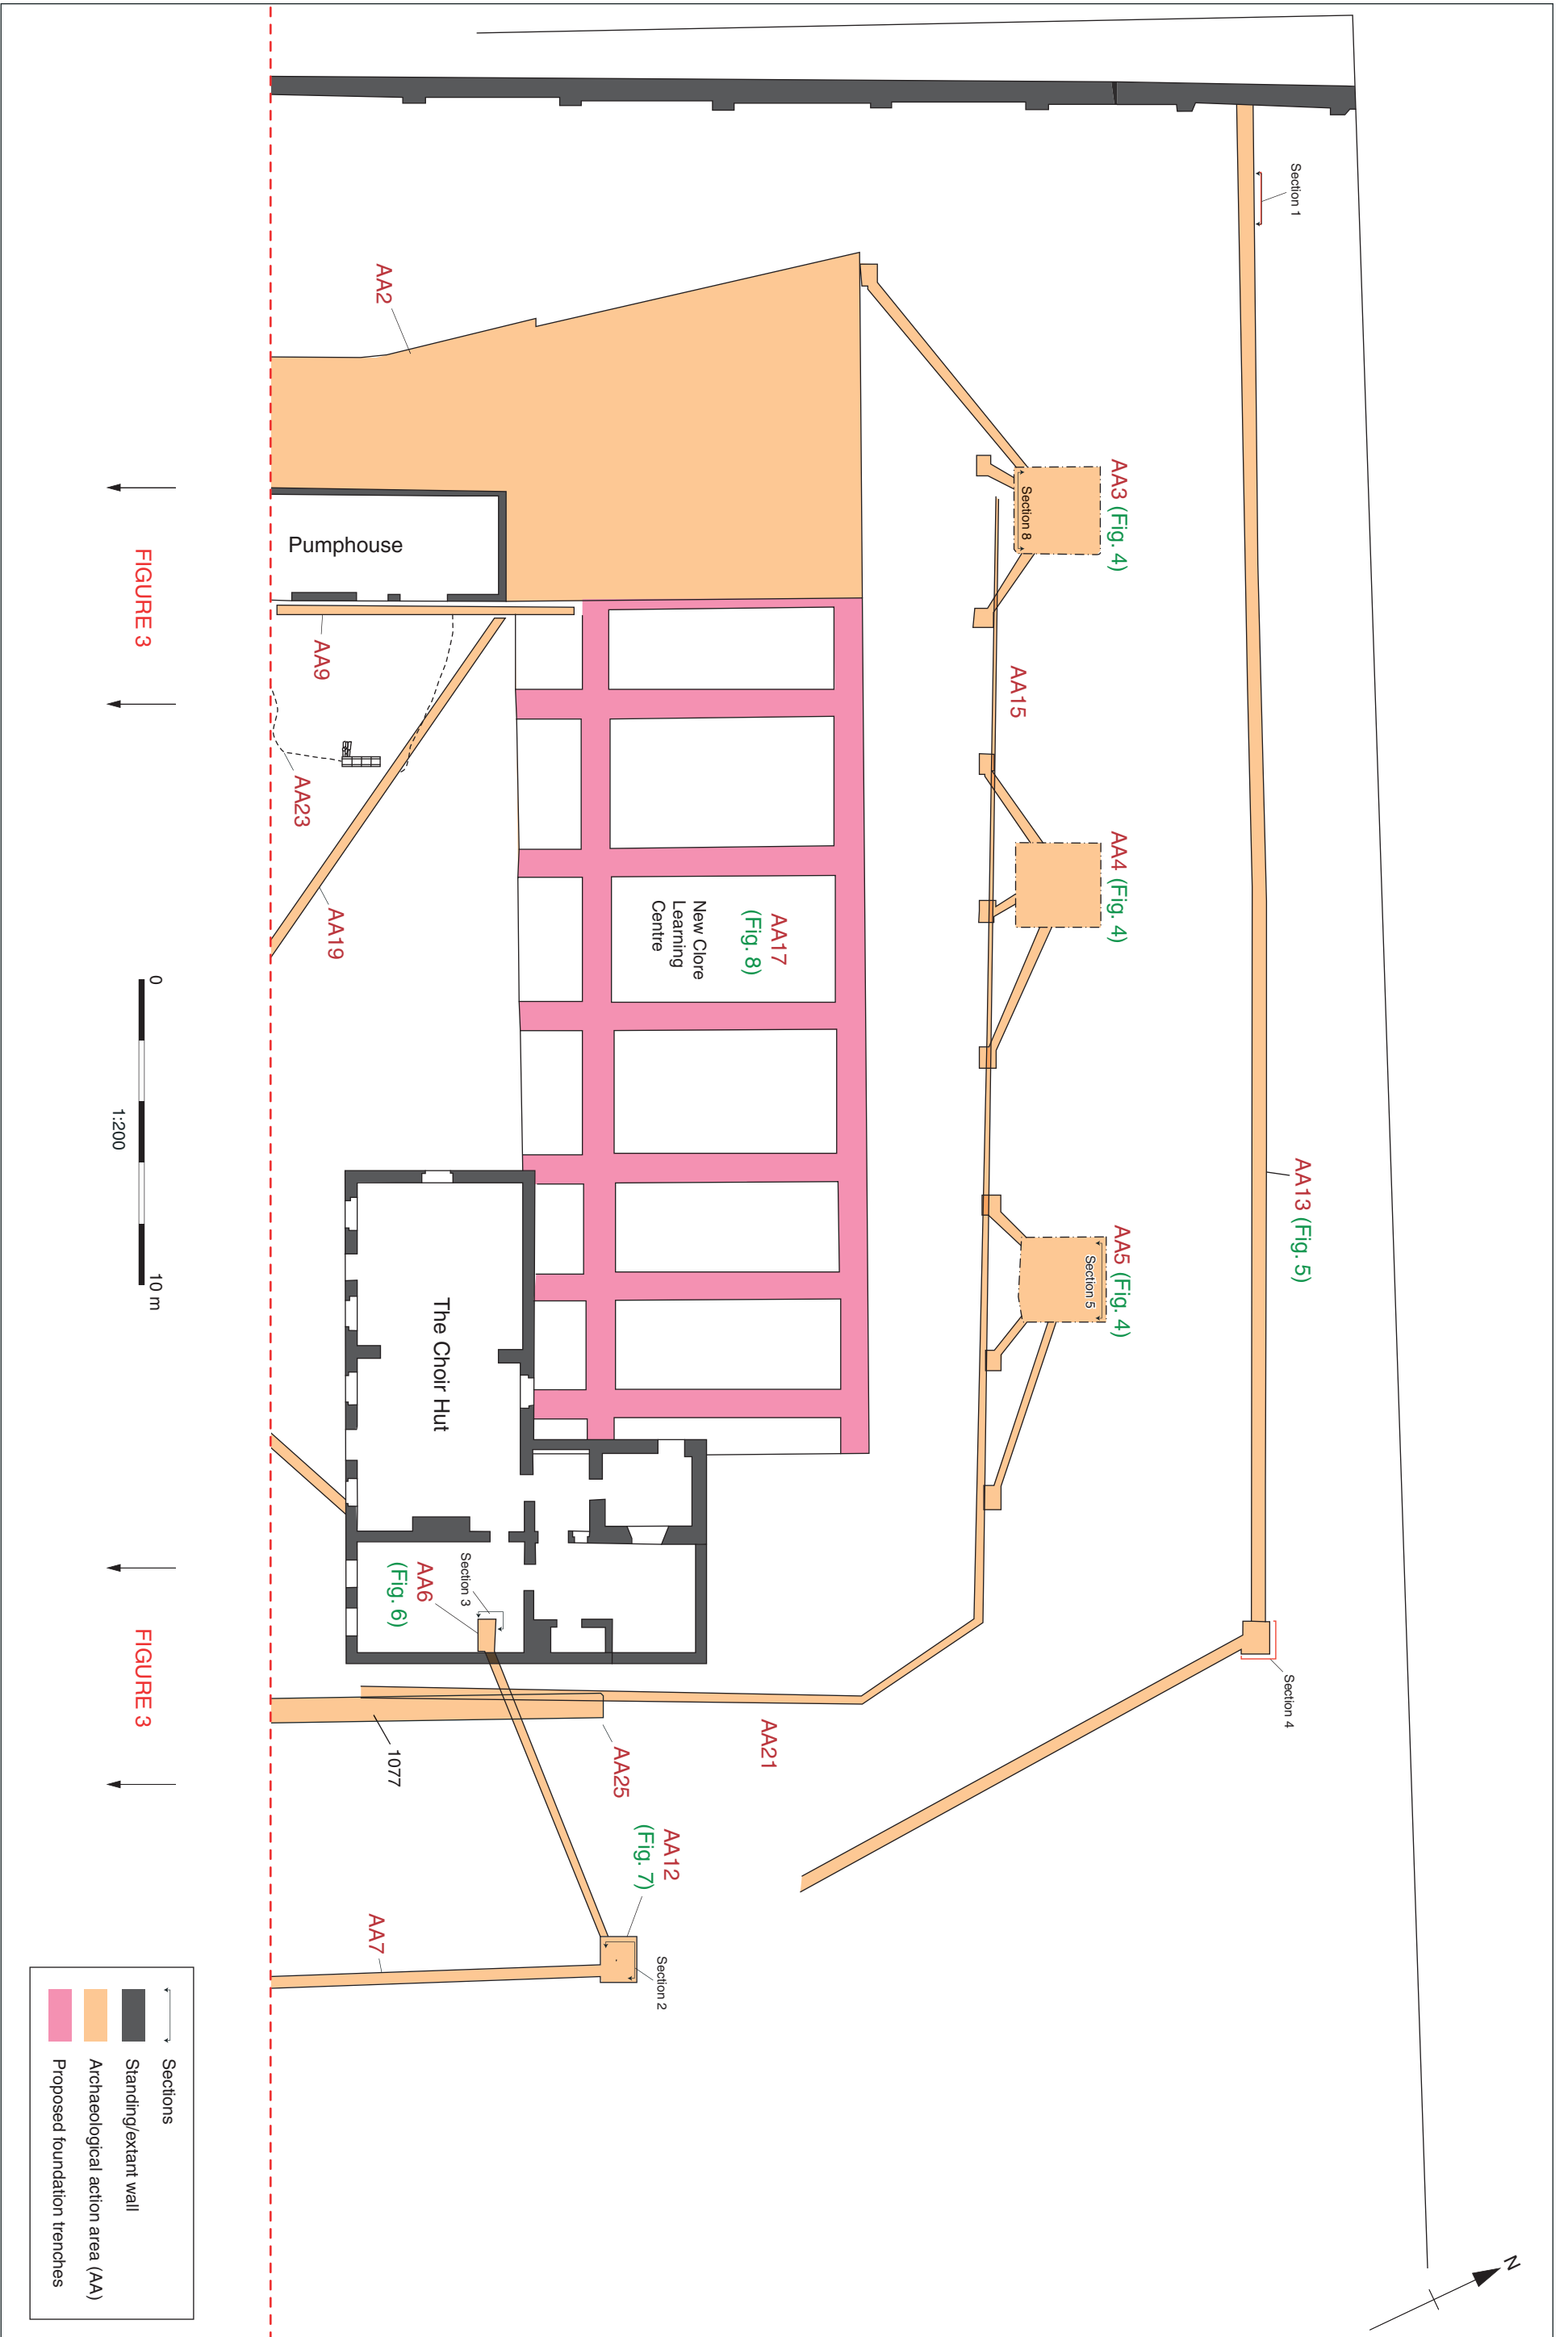 Section 1
AA2
AA3 (Fig. 4)
Section 8
Pumphouse
FIGURE 3
AA9
AA15
AA23
AA4 (Fig. 4)
AA17
(Fig. 8)
New Clore
Learning
Centre
AA19
0
10 m
1:200
AA13 (Fig. 5)
AA5 (Fig. 4)
Section 5
The Choir Hut
Section 3
AA6
(Fig. 6)
FIGURE 3
Section 4
AA21
AA25
1077
AA12
(Fig. 7)
AA7
Section 2
N
Sections
Standing/extant wall
Archaeological action area (AA)
Proposed foundation trenches